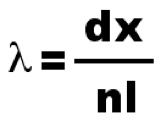 λ = dx / nl